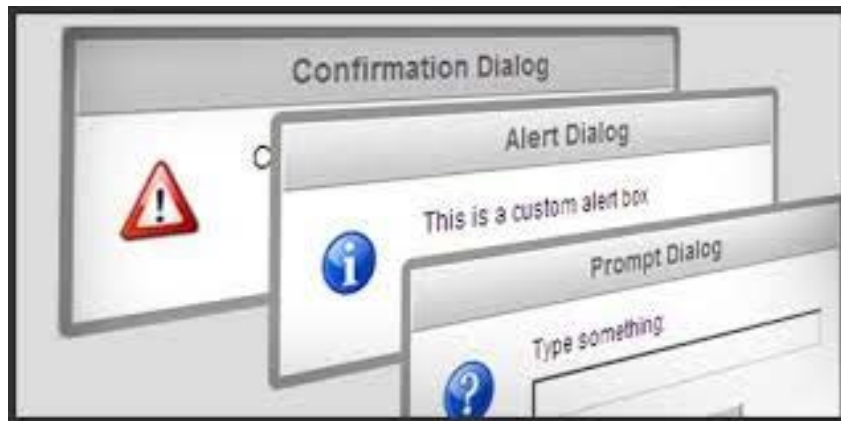 Confirmation Dialog
Alert Dialog
This is a custom alert box
Prompt Dialog
Type something: